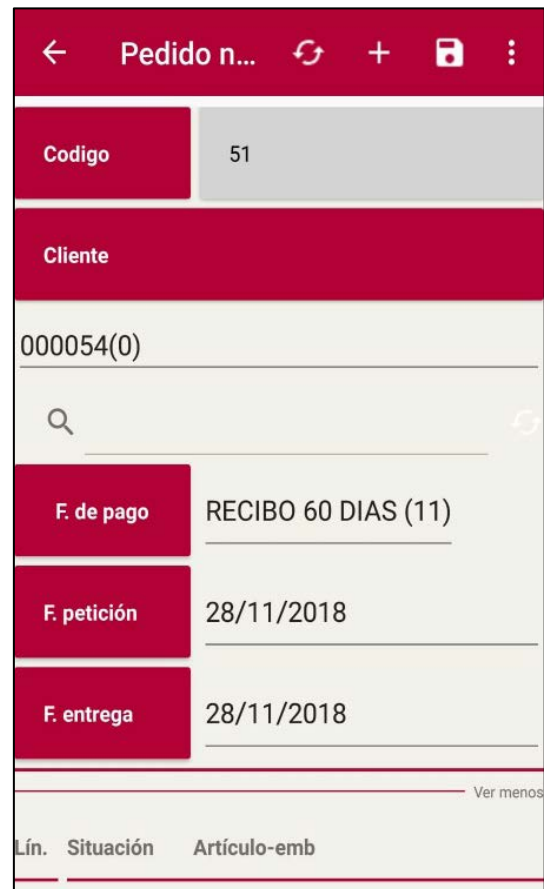 Pedido n...
Codigo 51
Cliente
000054(0)
F. de pago RECIBO 60 DIAS (11)
F. petición 28/11/2018
F. entrega 28/11/2018
Ver menos
Lín. Situación Artículo-emb